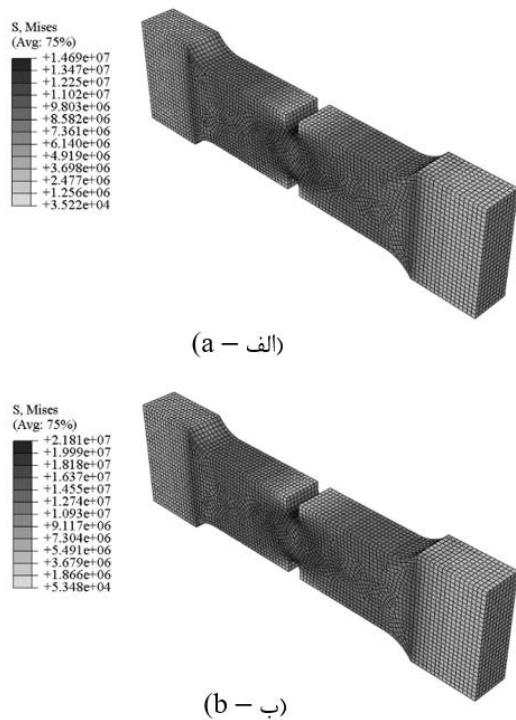 S, Mises
(Avg: 75%)
+1.469e+07
+1.347e+07
+1.225e+07
+1.102e+07
+9.803e+06
+8.582e+06
+7.361e+06
+6.140e+06
+4.919e+06
+3.698e+06
+2.477e+06
+1.256e+06
+3.522e+04
(a – الف)
S, Mises
(Avg: 75%)
+2.181e+07
+1.999e+07
+1.818e+07
+1.637e+07
+1.455e+07
+1.274e+07
+1.093e+07
+9.117e+06
+7.304e+06
+5.491e+06
+3.679e+06
+1.866e+06
+5.348e+04
(b – ب)